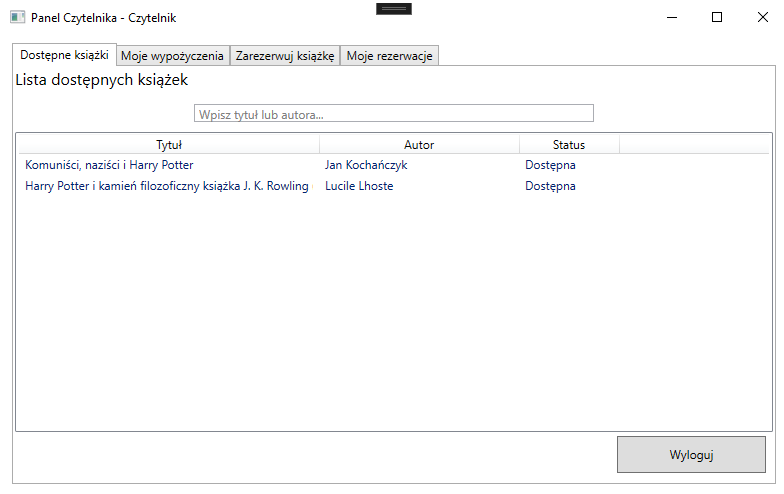 Panel Czytelnika - Czytelnik
Dostępne książki Moje wypożyczenia Zarezerwuj książkę Moje rezerwacje
Lista dostępnych książek
Wpisz tytuł lub autora...
Tytuł Autor Status
Komuniści, naziści i Harry Potter Jan Kochańczyk Dostępna
Harry Potter i kamień filozoficzny książka J. K. Rowling Lucile Lhoste Dostępna
Wyloguj